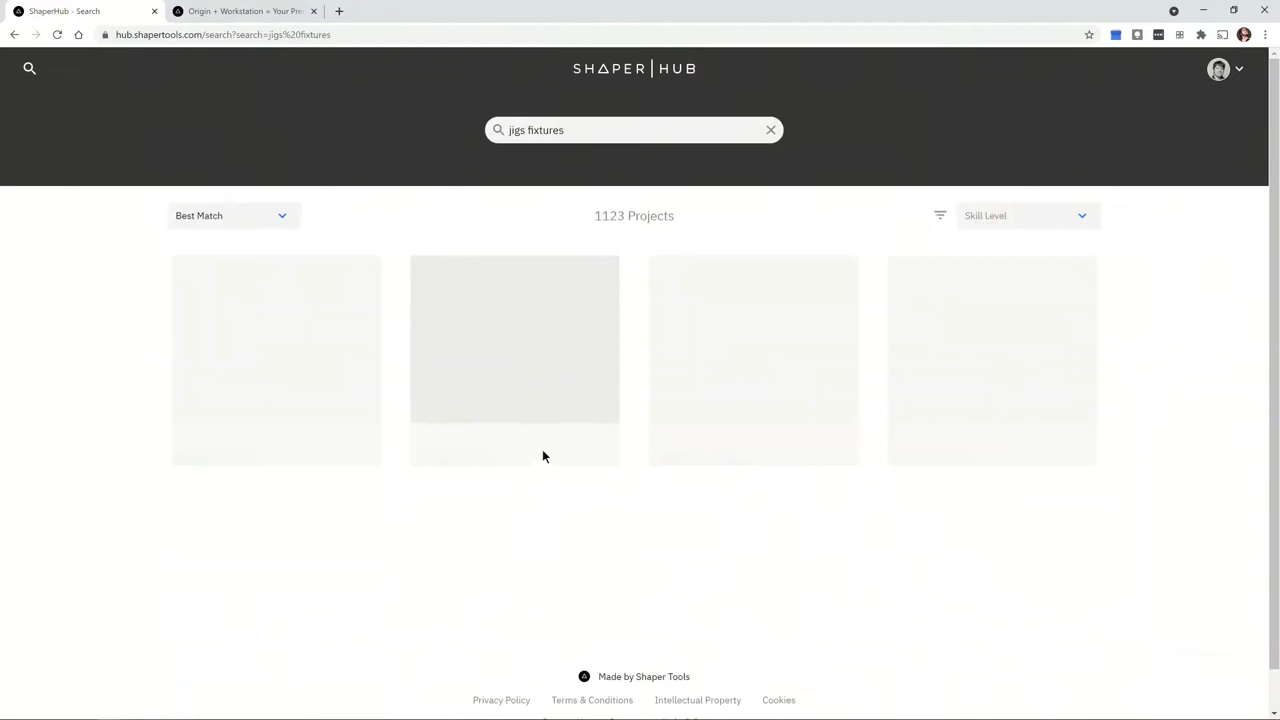 ShaperHub - Search
Origin + Workstation = Your Pre
hub.shapertools.com/search?search=jigs%20fixtures
SHAPER|HUB
jigs fixtures
Best Match
1123 Projects
Skill Level
Made by Shaper Tools
Privacy Policy Terms & Conditions Intellectual Property Cookies